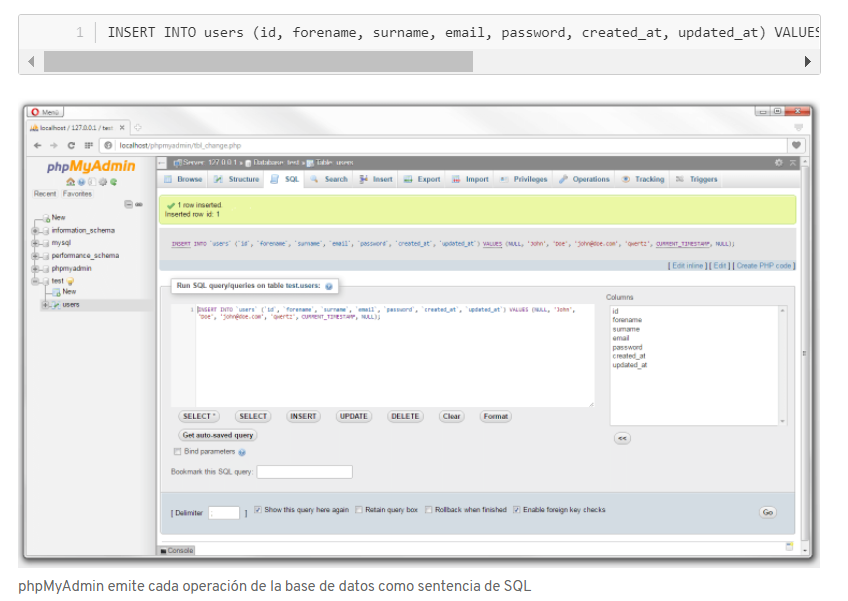 1 INSERT INTO users (id, forename, surname, email, password, created_at, updated_at) VALUES
Menú
localhost / 127.0.0.1 / test
localhost/phpmyadmin/tbl_change.php
phpMyAdmin
Recent Favorites
New
information_schema
mysql
performance_schema
phpmyadmin
test
New
users
Server: 127.0.0.1 » Database: test » Table: users
Browse Structure SQL Search Insert Export Import Privileges Operations Tracking Triggers
1 row inserted.
Inserted row id: 1
INSERT INTO `users` (`id`, `forename`, `surname`, `email`, `password`, `created_at`, `updated_at`) VALUES (NULL, 'John', 'Doe', 'john@doe.com', 'qwertz', CURRENT_TIMESTAMP, NULL);
[ Edit inline ] [ Edit ] [ Create PHP code ]
Run SQL query/queries on table test.users:
Columns
1 INSERT INTO `users` (`id`, `forename`, `surname`, `email`, `password`, `created_at`, `updated_at`) VALUES (NULL, 'John',
'Doe', 'john@doe.com', 'qwertz', CURRENT_TIMESTAMP, NULL);
id
forename
surname
email
password
created_at
updated_at
SELECT * SELECT INSERT UPDATE DELETE Clear Format
<<
Get auto-saved query
Bind parameters
Bookmark this SQL query:
[ Delimiter ; ] Show this query here again Retain query box Rollback when finished Enable foreign key checks Go
Console
phpMyAdmin emite cada operación de la base de datos como sentencia de SQL